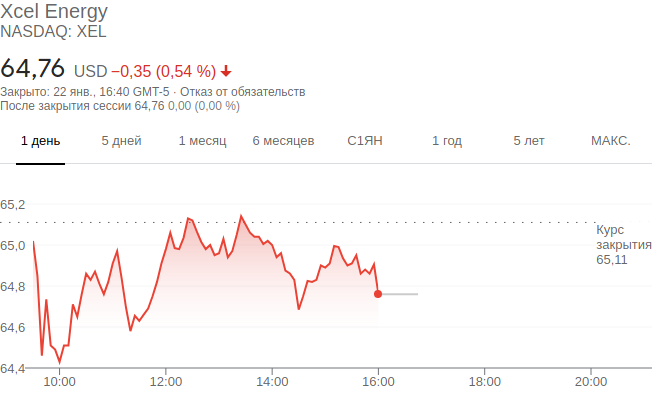 Xcel Energy
NASDAQ: XEL
64,76 USD −0,35 (0,54 %)
Закрыто: 22 янв., 16:40 GMT-5 · Отказ от обязательств
После закрытия сессии 64,76 0,00 (0,00 %)
1 день 5 дней 1 месяц 6 месяцев С1ЯН 1 год 5 лет МАКС.
65,2
Курс
закрытия
65,11
65,0
64,8
64,6
64,4
10:00 12:00 14:00 16:00 18:00 20:00